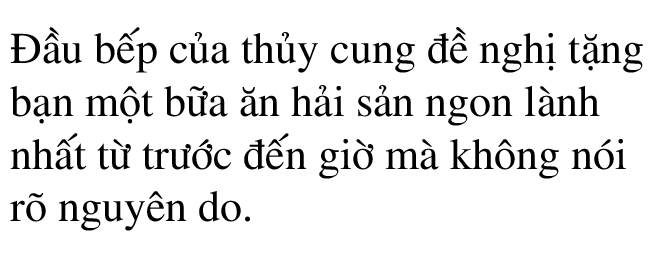 Đầu bếp của thủy cung đề nghị tặng
bạn một bữa ăn hải sản ngon lành
nhất từ trước đến giờ mà không nói
rõ nguyên do.